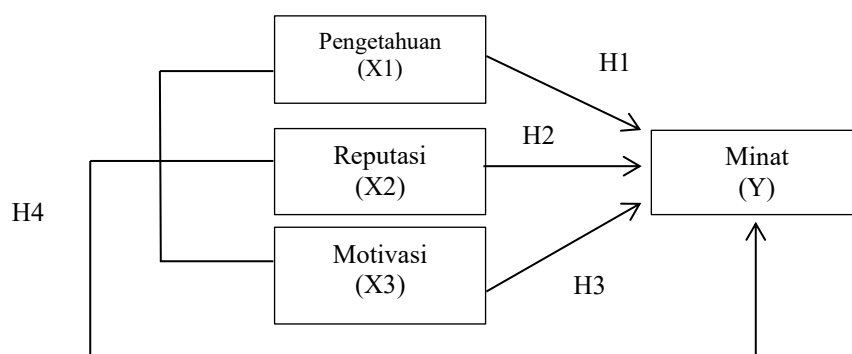 Pengetahuan
(X1)
H1
H2
Reputasi
(X2)
Minat
(Y)
H4
Motivasi
(X3)
H3